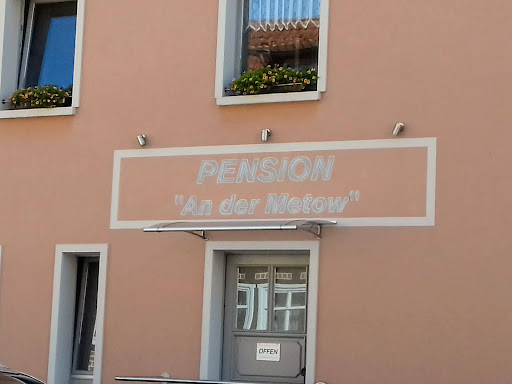 PENSION
"An der Metow"
OFFEN